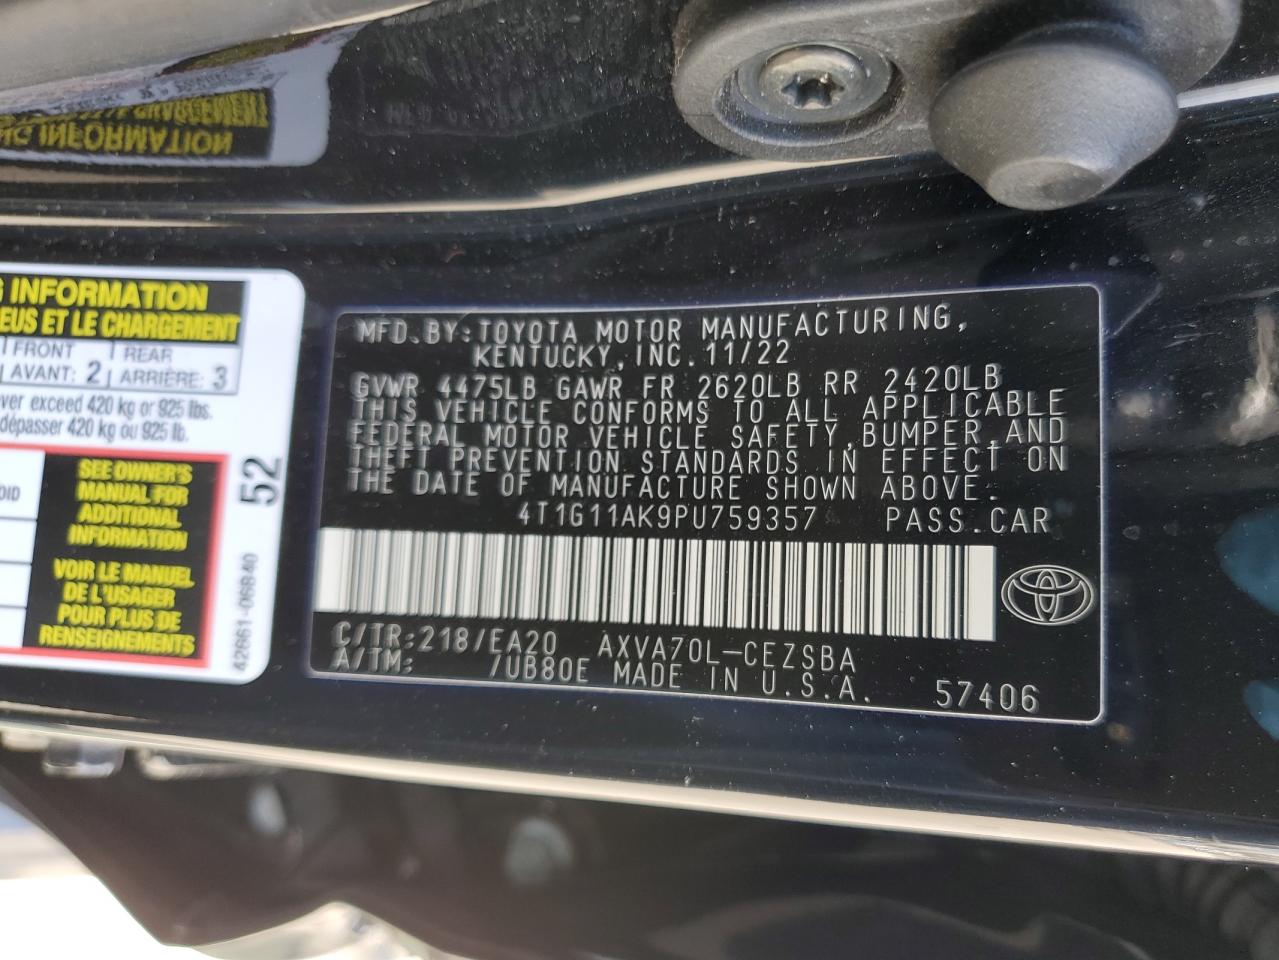 G INFORMATION
EUS ET LE CHARGEMENT
FRONT REAR
AVANT: 2 ARRIÈRE: 3
ver exceed 420 kg or 925 lbs.
dépasser 420 kg ou 925 lb.
OID
SEE OWNER'S
MANUAL FOR
ADDITIONAL
INFORMATION
VOIR LE MANUEL
DE L'USAGER
POUR PLUS DE
RENSEIGNEMENTS
52
42661-06B40
MFD.BY:TOYOTA MOTOR MANUFACTURING,
KENTUCKY,INC.11/22
GVWR 4475LB GAWR FR 2620LB RR 2420LB
THIS VEHICLE CONFORMS TO ALL APPLICABLE
FEDERAL MOTOR VEHICLE SAFETY,BUMPER,AND
THEFT PREVENTION STANDARDS IN EFFECT ON
THE DATE OF MANUFACTURE SHOWN ABOVE.
4T1G11AK9PU759357 PASS.CAR
C/TR:218/EA20 AXVA70L-CEZSBA
A/TM: /UB80E MADE IN U.S.A. 57406
NG INFORMATION
CHARGEMENT